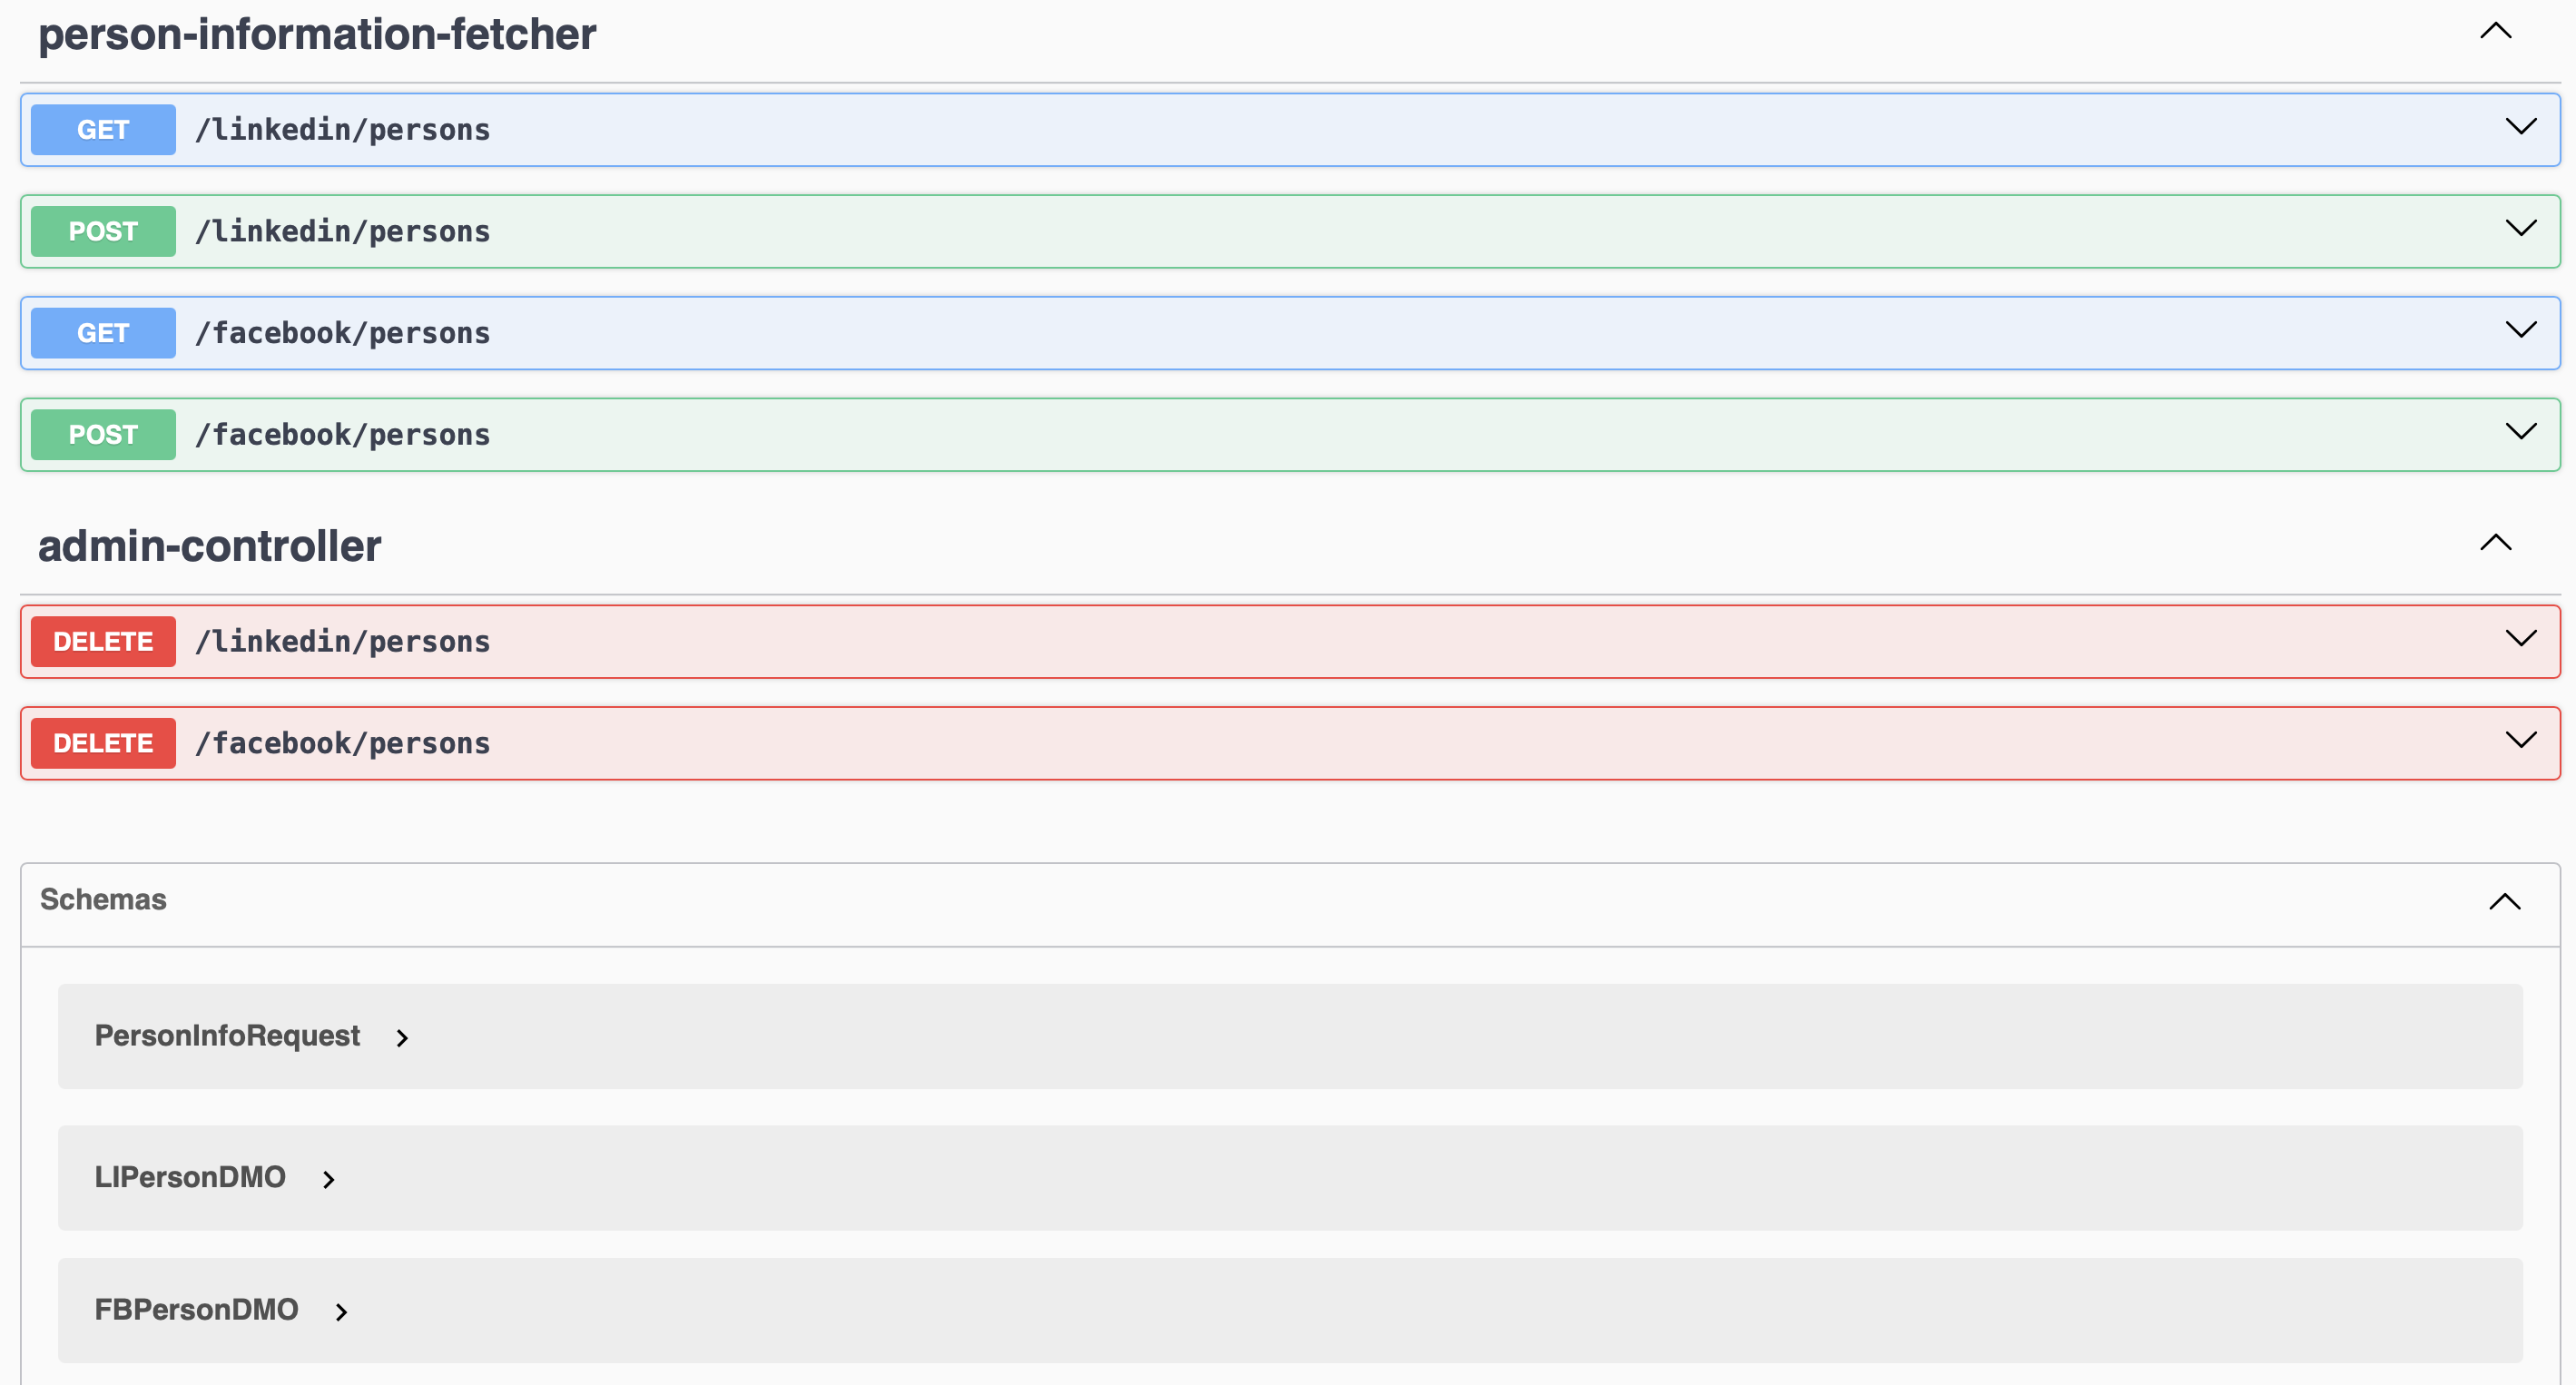 person-information-fetcher
GET /linkedin/persons
POST /linkedin/persons
GET /facebook/persons
POST /facebook/persons
admin-controller
DELETE /linkedin/persons
DELETE /facebook/persons
Schemas
PersonInfoRequest
LIPersonDMO
FBPersonDMO